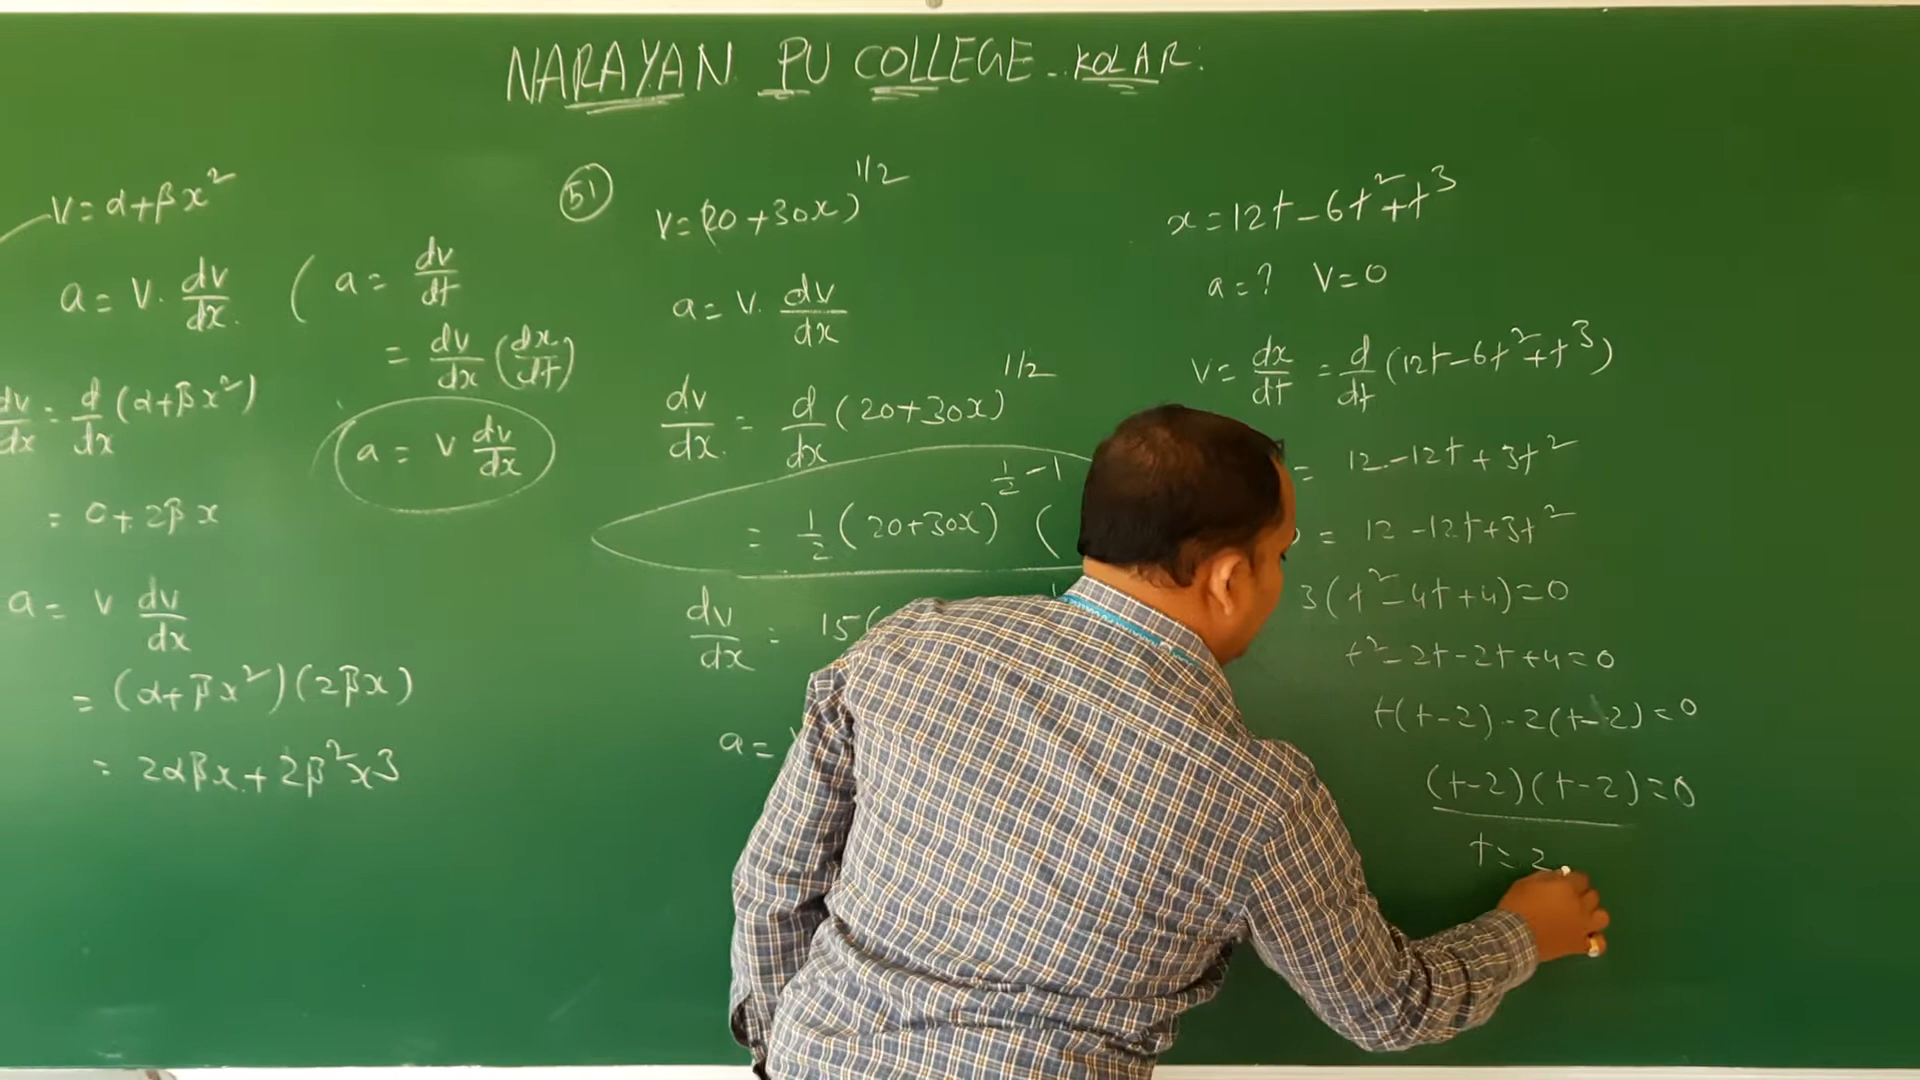 NARAYAN PU COLLEGE - KOLAR:
V = α+βx²
a = V. dv/dx ( a = dv/dt
= dv/dx (dx/dt)
a = v dv/dx
dv/dx = d/dx (α+βx²)
= 0+2βx
a = v dv/dx
= (α+βx²)(2βx)
= 2αβx+2β²x3
51 V=(20+30x)^1/2
a = v. dv/dx
dv/dx = d/dx (20+30x)^1/2
= 1/2 (20+30x)^1/2-1 (
dv/dx = 15(
a =
x = 12t-6t²+t³
a = ? V=0
V = dx/dt = d/dt (12t-6t²+t³)
= 12-12t+3t²
= 12-12t+3t²
3(t²-4t+4)=0
t²-2t-2t+4=0
t(t-2)-2(t-2)=0
(t-2)(t-2)=0
t=2